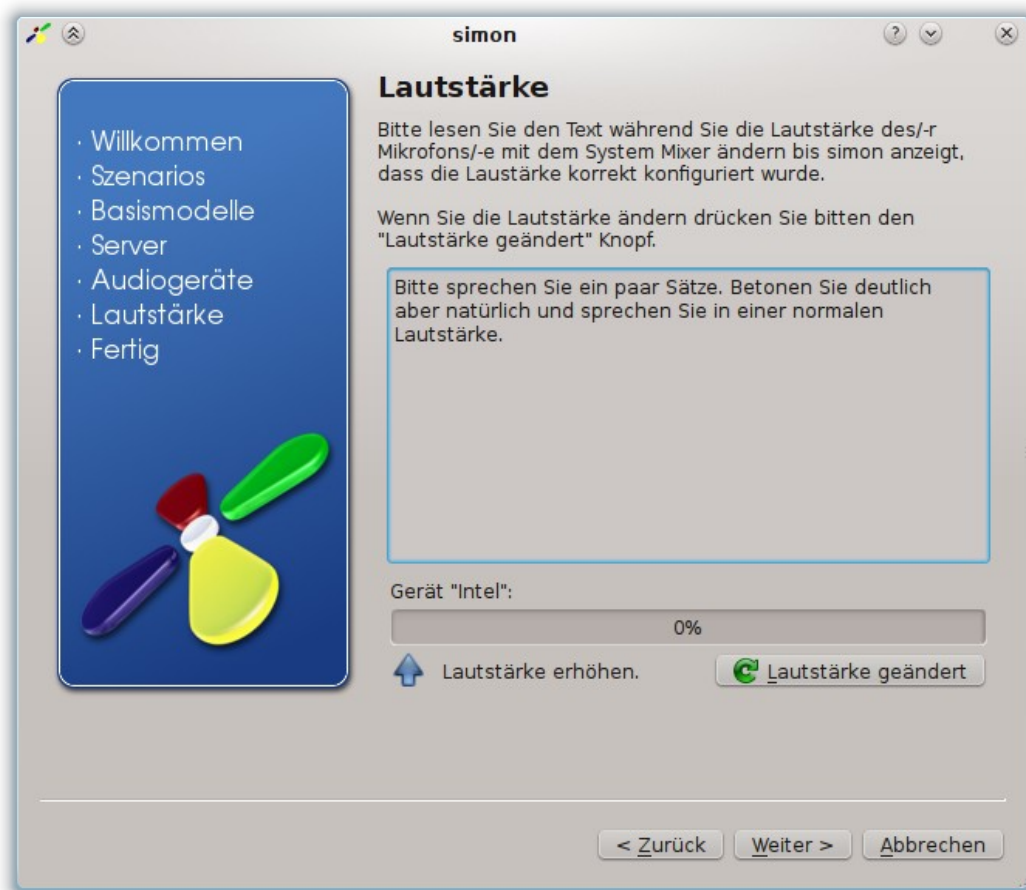 simon
· Willkommen
· Szenarios
· Basismodelle
· Server
· Audiogeräte
· Lautstärke
· Fertig
Lautstärke
Bitte lesen Sie den Text während Sie die Lautstärke des/-r
Mikrofons/-e mit dem System Mixer ändern bis simon anzeigt,
dass die Laustärke korrekt konfiguriert wurde.
Wenn Sie die Lautstärke ändern drücken Sie bitten den
"Lautstärke geändert" Knopf.
Bitte sprechen Sie ein paar Sätze. Betonen Sie deutlich
aber natürlich und sprechen Sie in einer normalen
Lautstärke.
Gerät "Intel":
0%
Lautstärke erhöhen.
Lautstärke geändert
< Zurück
Weiter >
Abbrechen